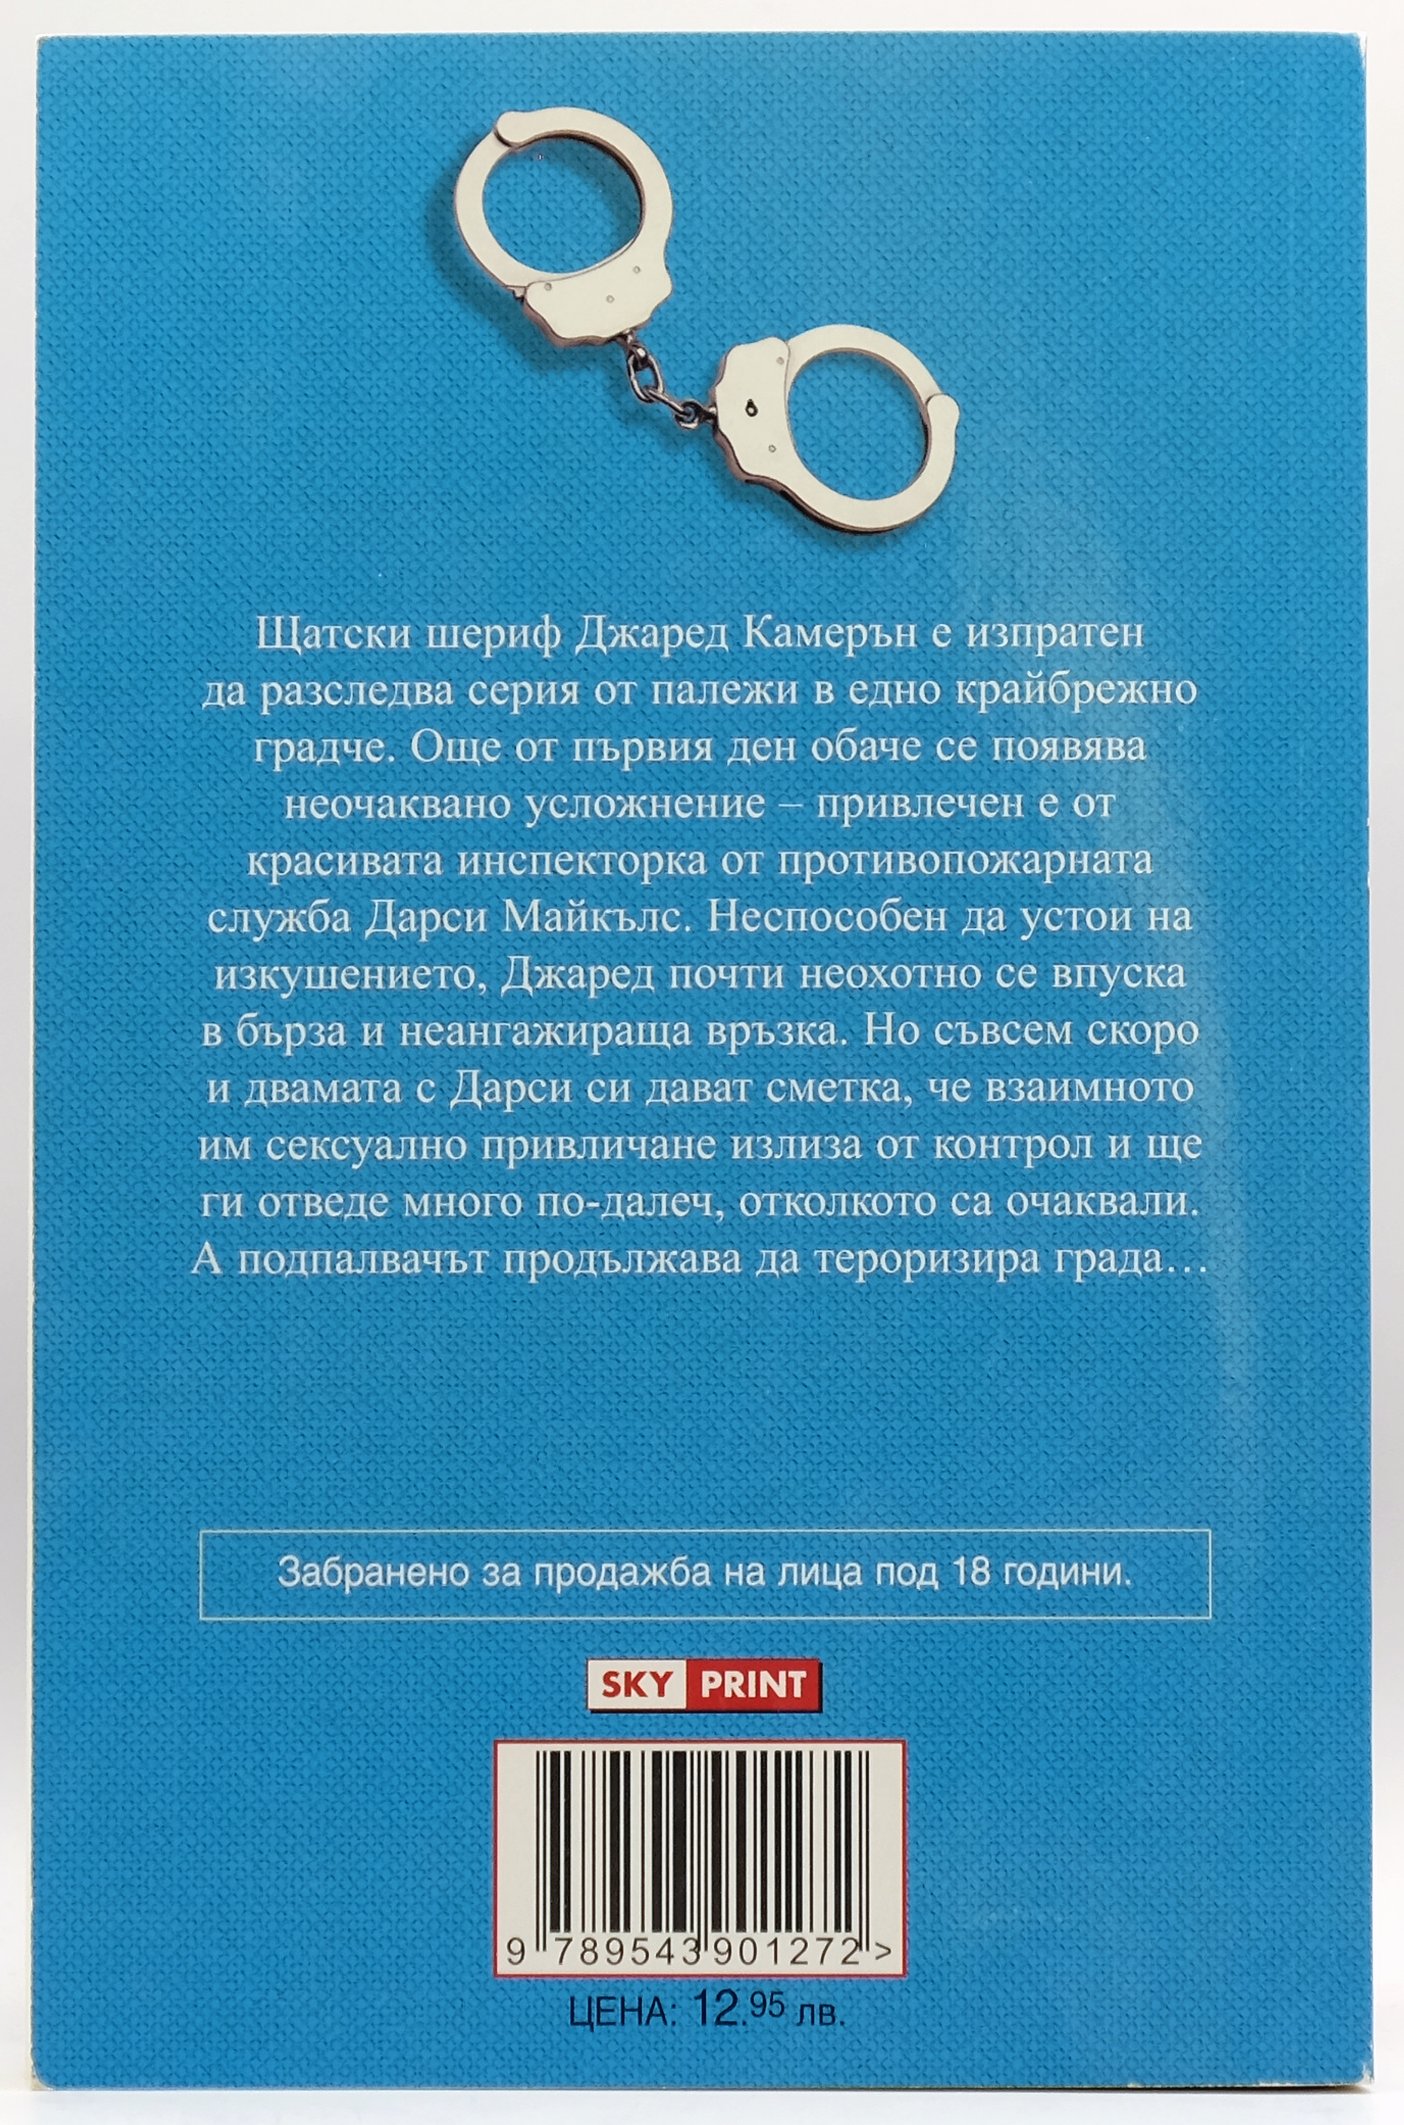 Щатски шериф Джаред Камерън е изпратен
да разследва серия от палежи в едно крайбрежно
градче. Още от първия ден обаче се появява
неочаквано усложнение – привлечен е от
красивата инспекторка от противопожарната
служба Дарси Майкълс. Неспособен да устои на
изкушението, Джаред почти неохотно се впуска
в бърза и неангажираща връзка. Но съвсем скоро
и двамата с Дарси си дават сметка, че взаимното
им сексуално привличане излиза от контрол и ще
ги отведе много по-далеч, отколкото са очаквали.
А подпалвачът продължава да тероризира града…
Забранено за продажба на лица под 18 години.
SKY PRINT
9 789543 901272 >
ЦЕНА: 12.95 лв.